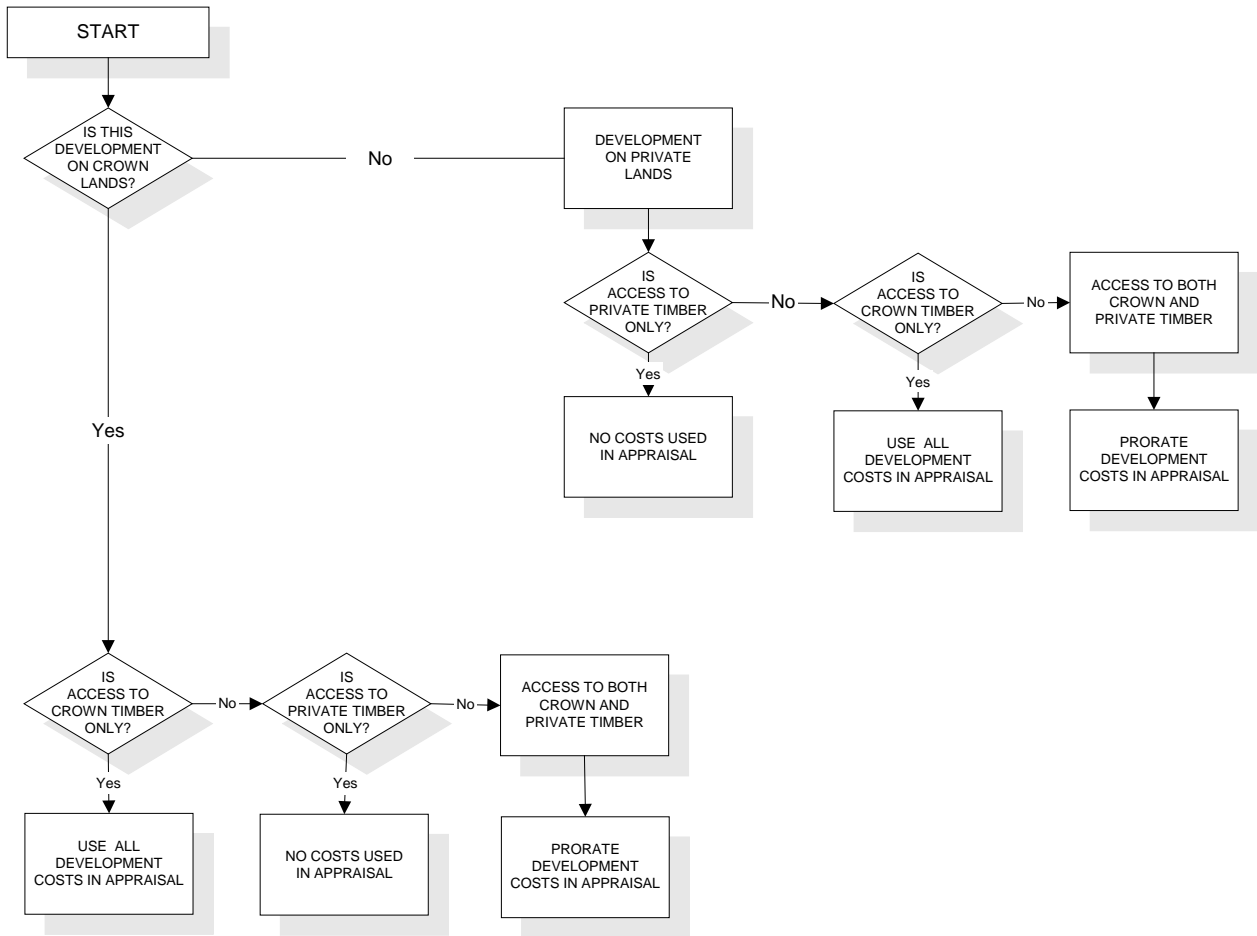 START
IS THIS
DEVELOPMENT
ON CROWN
LANDS?
No
DEVELOPMENT
ON PRIVATE
LANDS
IS
ACCESS TO
PRIVATE TIMBER
ONLY?
No
IS
ACCESS TO
CROWN TIMBER
ONLY?
No
ACCESS TO BOTH
CROWN AND
PRIVATE TIMBER
Yes
NO COSTS USED
IN APPRAISAL
Yes
USE ALL
DEVELOPMENT
COSTS IN APPRAISAL
PRORATE
DEVELOPMENT
COSTS IN APPRAISAL
Yes
IS
ACCESS TO
CROWN TIMBER
ONLY?
No
IS
ACCESS TO
PRIVATE TIMBER
ONLY?
No
ACCESS TO BOTH
CROWN AND
PRIVATE TIMBER
Yes
USE ALL
DEVELOPMENT
COSTS IN APPRAISAL
Yes
NO COSTS USED
IN APPRAISAL
PRORATE
DEVELOPMENT
COSTS IN APPRAISAL